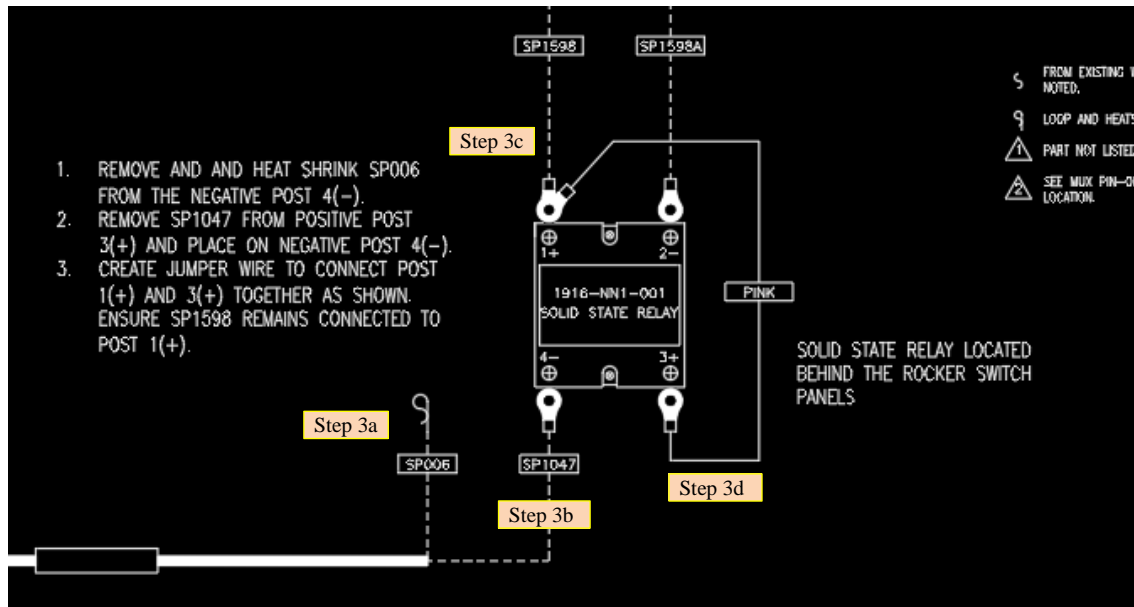 SP1598
SP1598A
FROM EXISTING
NOTED.
LOOP AND
1
PART NOT LISTED
2
SEE MUX
LOCATION.
Step 3c
1. REMOVE AND AND HEAT SHRINK SP006
FROM THE NEGATIVE POST 4(-).
2. REMOVE SP1047 FROM POSITIVE POST
3(+) AND PLACE ON NEGATIVE POST 4(-).
3. CREATE JUMPER WIRE TO CONNECT POST
1(+) AND 3(+) TOGETHER AS SHOWN.
ENSURE SP1598 REMAINS CONNECTED TO
POST 1(+).
1+
2-
1916-NN1-001
SOLID STATE RELAY
4-
3+
PINK
SOLID STATE RELAY LOCATED
BEHIND THE ROCKER SWITCH
PANELS
Step 3a
SP006
SP1047
Step 3d
Step 3b